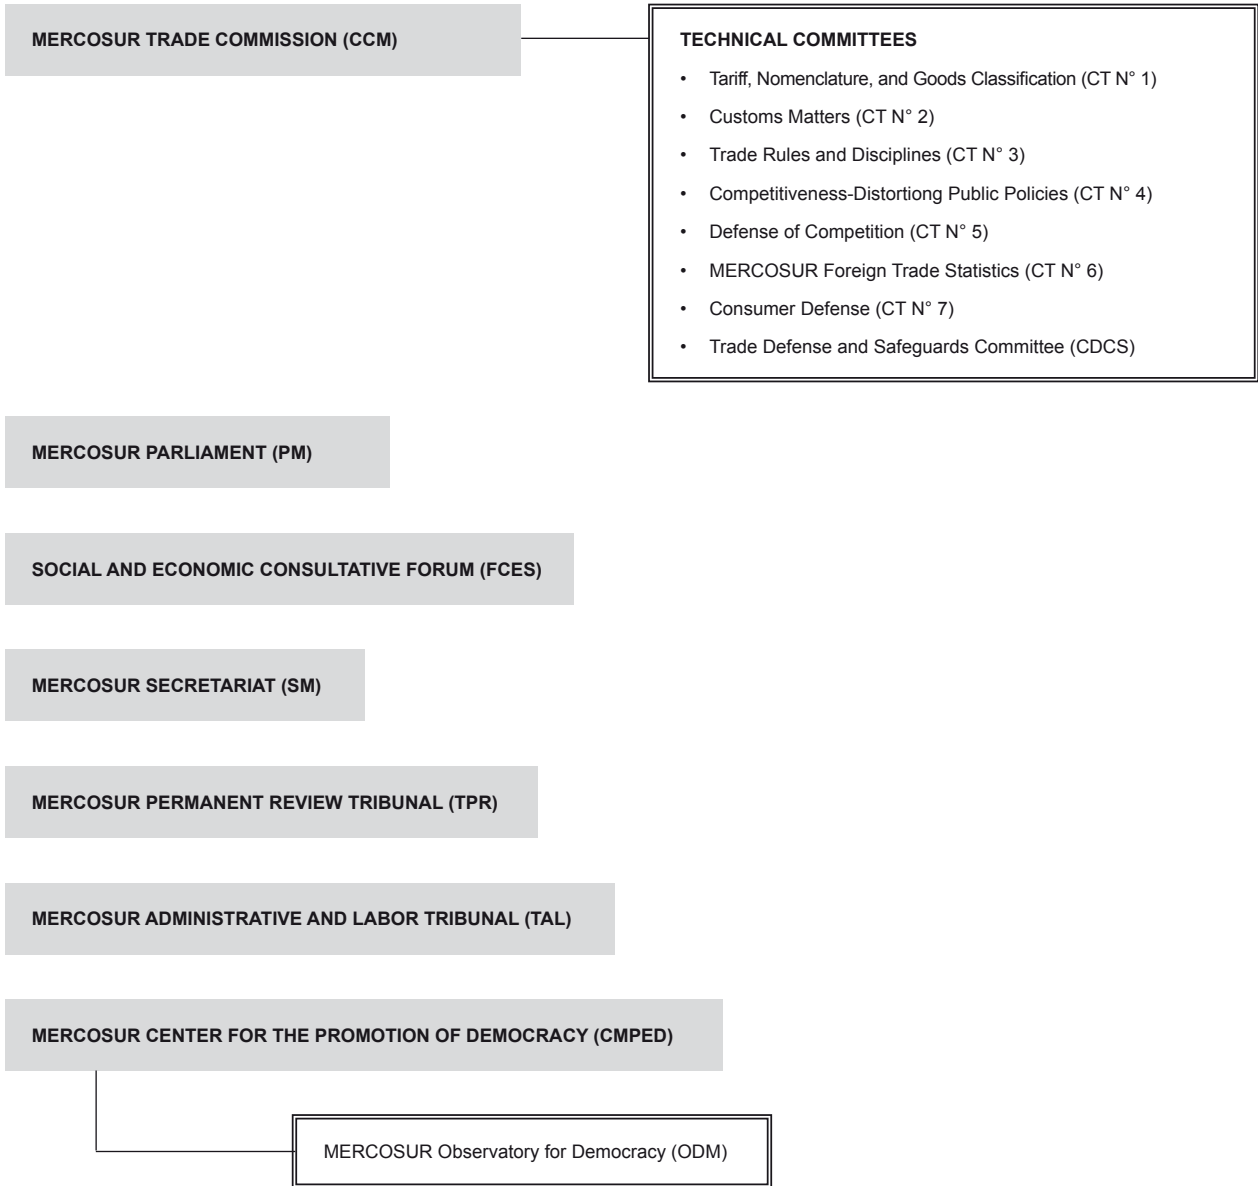 MERCOSUR TRADE COMMISSION (CCM)
TECHNICAL COMMITTEES
• Tariff, Nomenclature, and Goods Classification (CT N° 1)
• Customs Matters (CT N° 2)
• Trade Rules and Disciplines (CT N° 3)
• Competitiveness-Distortiong Public Policies (CT N° 4)
• Defense of Competition (CT N° 5)
• MERCOSUR Foreign Trade Statistics (CT N° 6)
• Consumer Defense (CT N° 7)
• Trade Defense and Safeguards Committee (CDCS)
MERCOSUR PARLIAMENT (PM)
SOCIAL AND ECONOMIC CONSULTATIVE FORUM (FCES)
MERCOSUR SECRETARIAT (SM)
MERCOSUR PERMANENT REVIEW TRIBUNAL (TPR)
MERCOSUR ADMINISTRATIVE AND LABOR TRIBUNAL (TAL)
MERCOSUR CENTER FOR THE PROMOTION OF DEMOCRACY (CMPED)
MERCOSUR Observatory for Democracy (ODM)